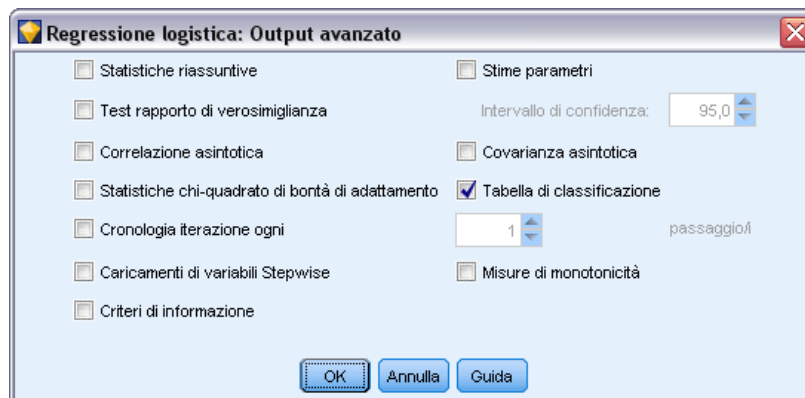 Regressione logistica: Output avanzato
Statistiche riassuntive
Stime parametri
Test rapporto di verosimiglianza
Intervallo di confidenza:
95,0
Correlazione asintotica
Covarianza asintotica
Statistiche chi-quadrato di bontà di adattamento
Tabella di classificazione
Cronologia iterazione ogni
1
passaggio/i
Caricamenti di variabili Stepwise
Misure di monotonicità
Criteri di informazione
OK
Annulla
Guida